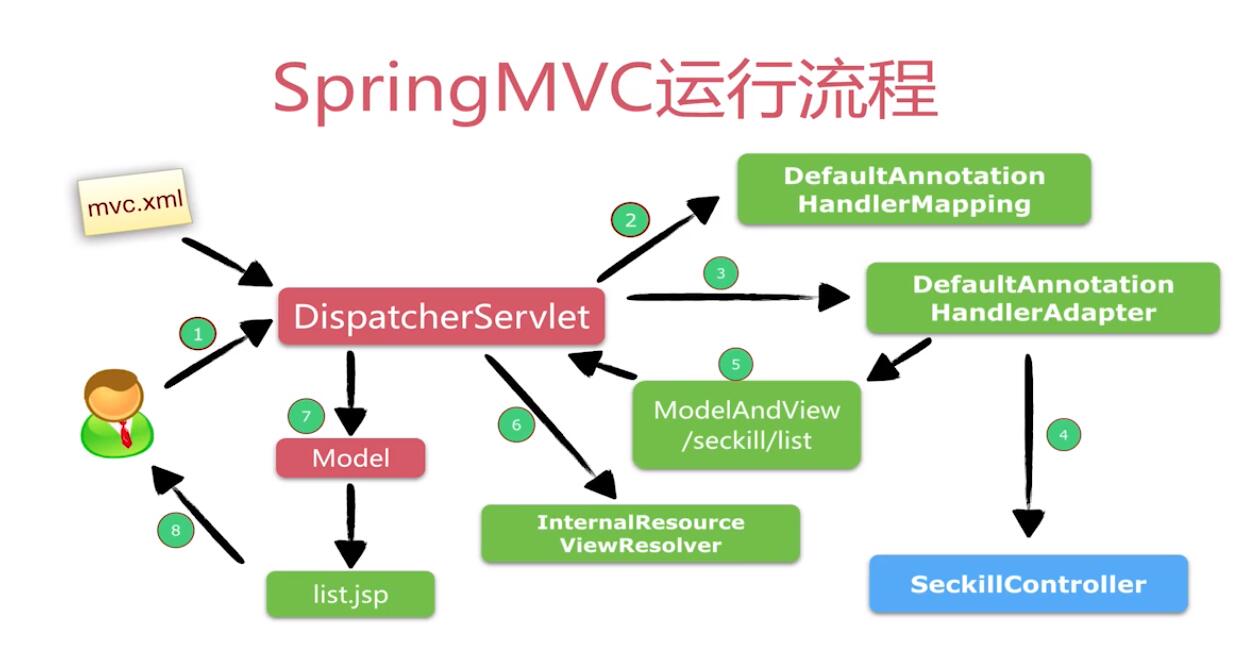 SpringMVC运行流程
mvc.xml
DefaultAnnotation
HandlerMapping
2
3
DefaultAnnotation
HandlerAdapter
DispatcherServlet
1
5
ModelAndView
/seckill/list
7
6
4
Model
InternalResource
ViewResolver
8
list.jsp
SeckillController